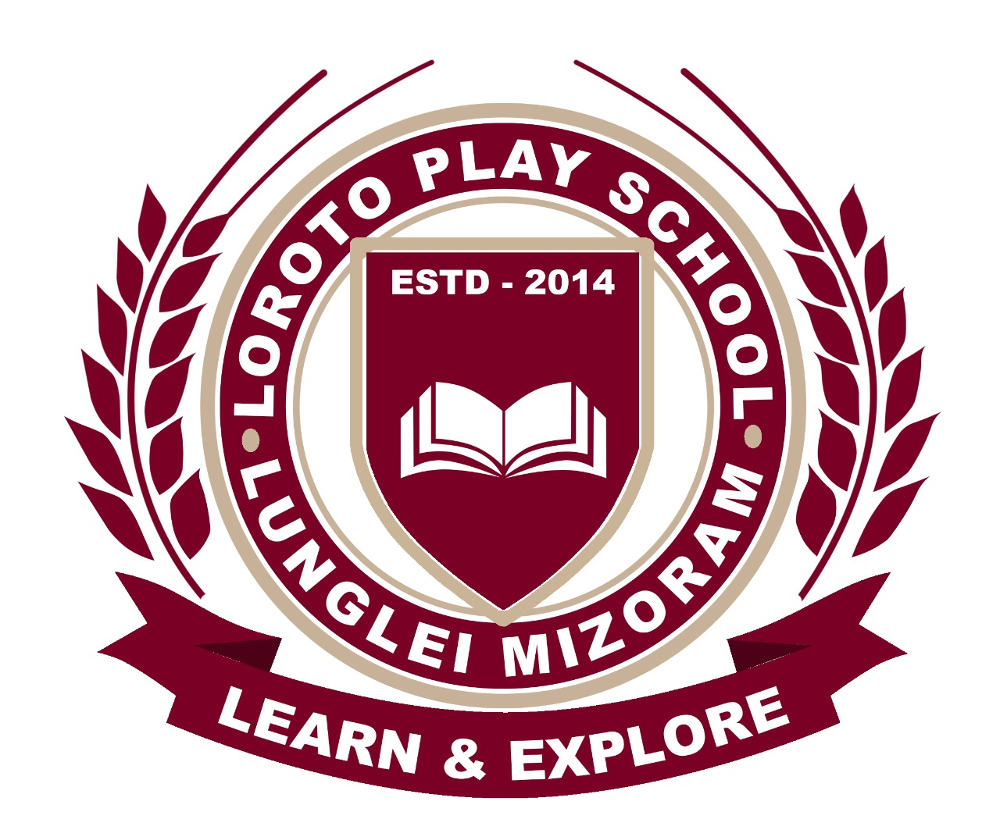 LOROTO PLAY SCHOOL
ESTD - 2014
LUNGLEI MIZORAM
LEARN & EXPLORE